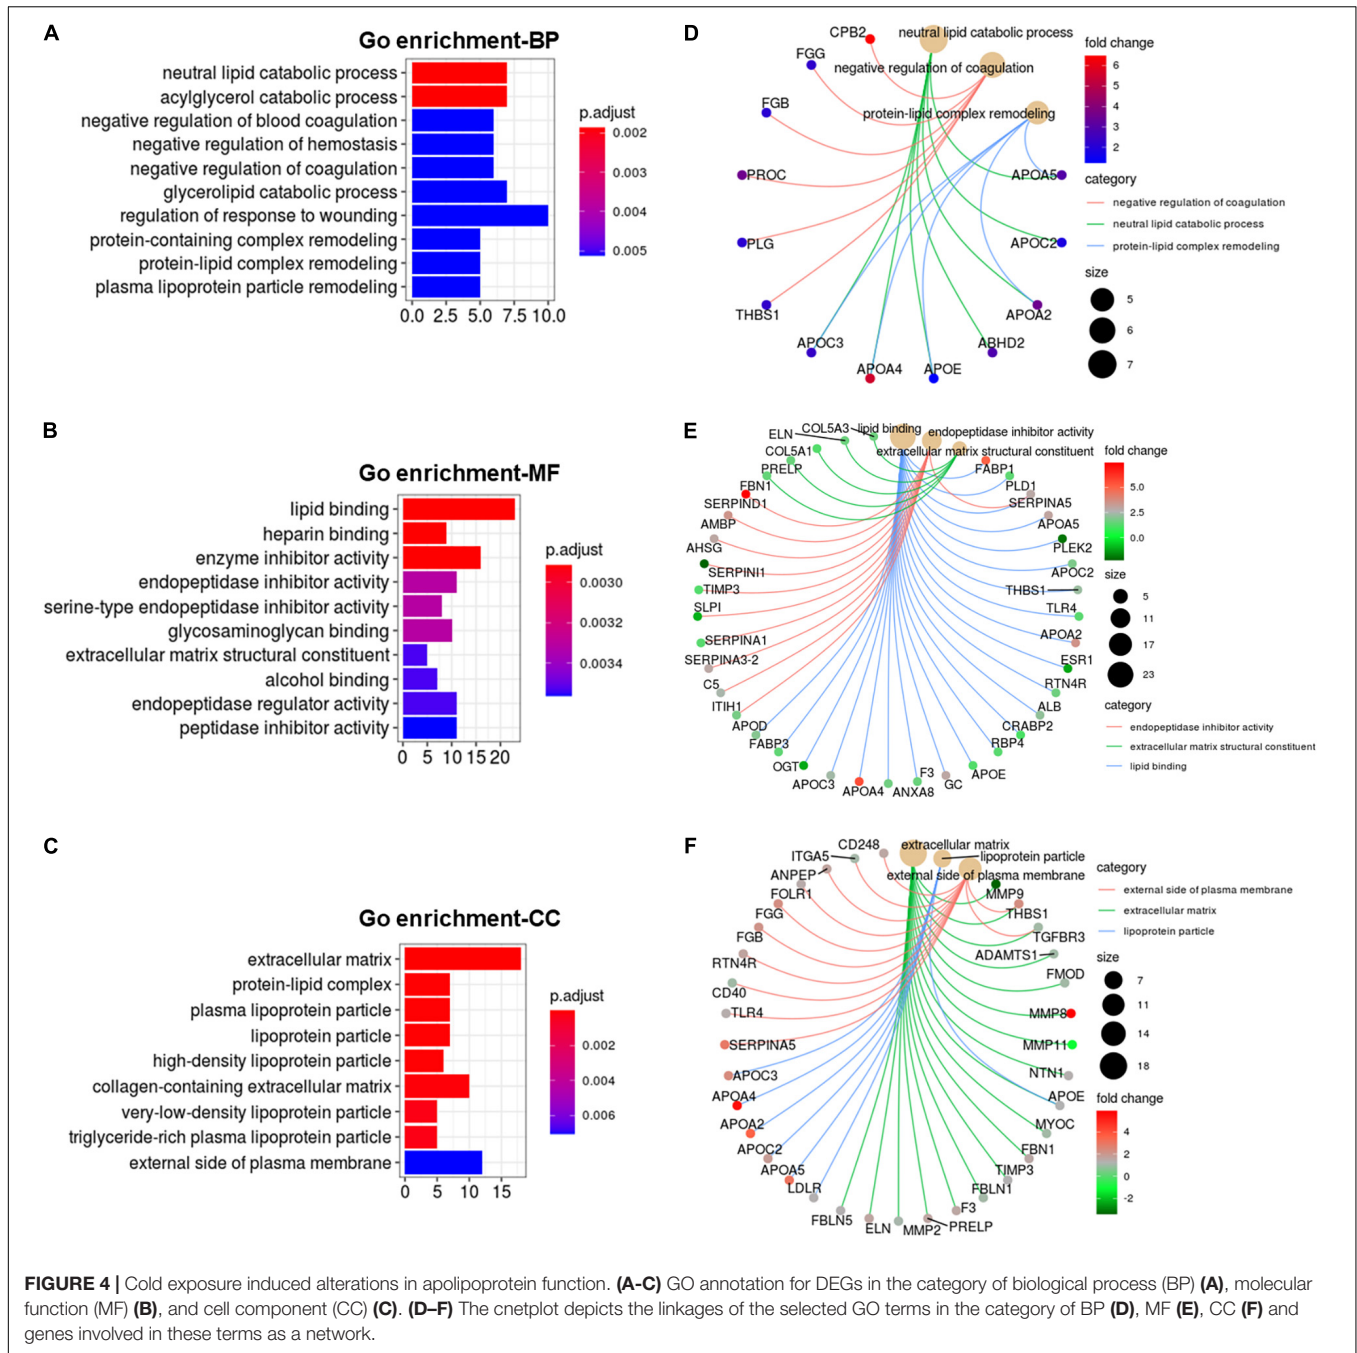 A
Go enrichment-BP
neutral lipid catabolic process
acylglycerol catabolic process
negative regulation of blood coagulation
negative regulation of hemostasis
negative regulation of coagulation
glycerolipid catabolic process
regulation of response to wounding
protein-containing complex remodeling
protein-lipid complex remodeling
plasma lipoprotein particle remodeling
0.0 2.5 5.0 7.5 10.0
p.adjust
0.002
0.003
0.004
0.005
D
CPB2
neutral lipid catabolic process
FGG
negative regulation of coagulation
FGB
protein-lipid complex remodeling
PROC
APOA5
PLG
APOC2
THBS1
APOA2
APOC3
ABHD2
APOA4
APOE
fold change
6
5
4
3
2
category
negative regulation of coagulation
neutral lipid catabolic process
protein-lipid complex remodeling
size
5
6
7
B
Go enrichment-MF
lipid binding
heparin binding
enzyme inhibitor activity
endopeptidase inhibitor activity
serine-type endopeptidase inhibitor activity
glycosaminoglycan binding
extracellular matrix structural constituent
alcohol binding
endopeptidase regulator activity
peptidase inhibitor activity
0 5 10 15 20
p.adjust
0.0030
0.0032
0.0034
E
COL5A3
lipid binding
endopeptidase inhibitor activity
ELN
COL5A1
extracellular matrix structural constituent
PRELP
FABP1
FBN1
PLD1
SERPIND1
SERPINA5
AMBP
APOA5
AHSG
PLEK2
SERPINI1
APOC2
TIMP3
THBS1
SLPI
TLR4
SERPINA1
APOA2
SERPINA3-2
ESR1
C5
RTN4R
ITIH1
ALB
APOD
CRABP2
FABP3
RBP4
OGT
APOE
APOC3
F3
GC
APOA4
ANXA8
fold change
5.0
2.5
0.0
size
5
11
17
23
category
endopeptidase inhibitor activity
extracellular matrix structural constituent
lipid binding
C
Go enrichment-CC
extracellular matrix
protein-lipid complex
plasma lipoprotein particle
lipoprotein particle
high-density lipoprotein particle
collagen-containing extracellular matrix
very-low-density lipoprotein particle
triglyceride-rich plasma lipoprotein particle
external side of plasma membrane
0 5 10 15
p.adjust
0.002
0.004
0.006
F
CD248
extracellular matrix
ITGA5
lipoprotein particle
ANPEP
external side of plasma membrane
FOLR1
MMP9
FGG
THBS1
FGB
TGFBR3
RTN4R
ADAMTS1
CD40
FMOD
TLR4
MMP8
SERPINA5
MMP11
APOC3
NTN1
APOA4
APOE
APOA2
MYOC
APOC2
FBN1
APOA5
TIMP3
LDLR
FBLN1
FBLN5
F3
ELN
MMP2
PRELP
category
external side of plasma membrane
extracellular matrix
lipoprotein particle
size
7
11
14
18
fold change
4
2
0
-2
FIGURE 4 | Cold exposure induced alterations in apolipoprotein function. (A-C) GO annotation for DEGs in the category of biological process (BP) (A), molecular
function (MF) (B), and cell component (CC) (C). (D–F) The cnetplot depicts the linkages of the selected GO terms in the category of BP (D), MF (E), CC (F) and
genes involved in these terms as a network.